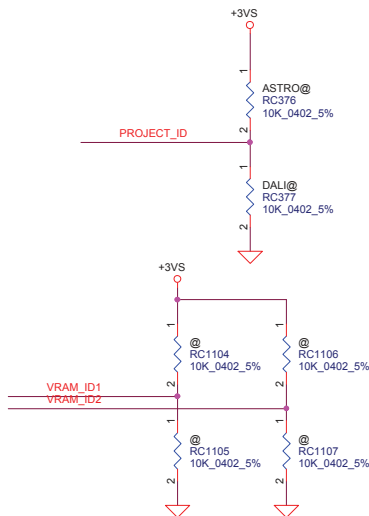 +3VS
1
ASTRO@
RC376
10K_0402_5%
2
PROJECT_ID
1
DALI@
RC377
10K_0402_5%
2
+3VS
1
@
RC1104
10K_0402_5%
2
1
@
RC1106
10K_0402_5%
2
VRAM_ID1
VRAM_ID2
1
@
RC1105
10K_0402_5%
2
1
@
RC1107
10K_0402_5%
2